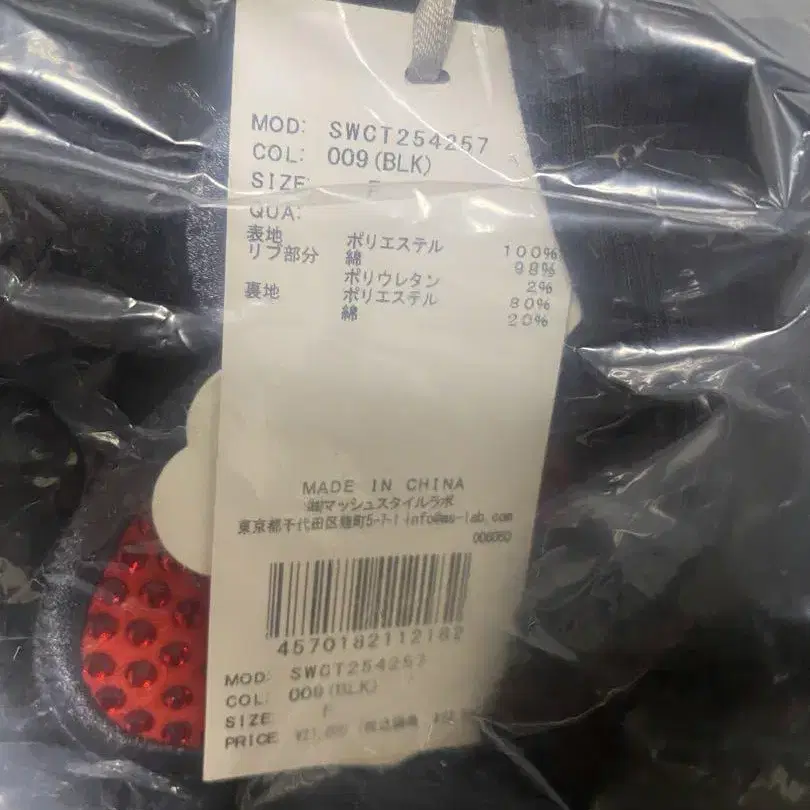 MOD: SWCT254257
COL: 009(BLK)
SIZE: F
QUA:
表地 ポリエステル 100%
リブ部分 綿 98%
ポリウレタン 2%
裏地 ポリエステル 80%
綿 20%
MADE IN CHINA
㈱マッシュスタイルラボ
東京都千代田区麹町5-7-1 info@ms-lab.com
006060
4570182112182
MOD: SWCT254257
COL: 009(BLK)
SIZE: F
PRICE